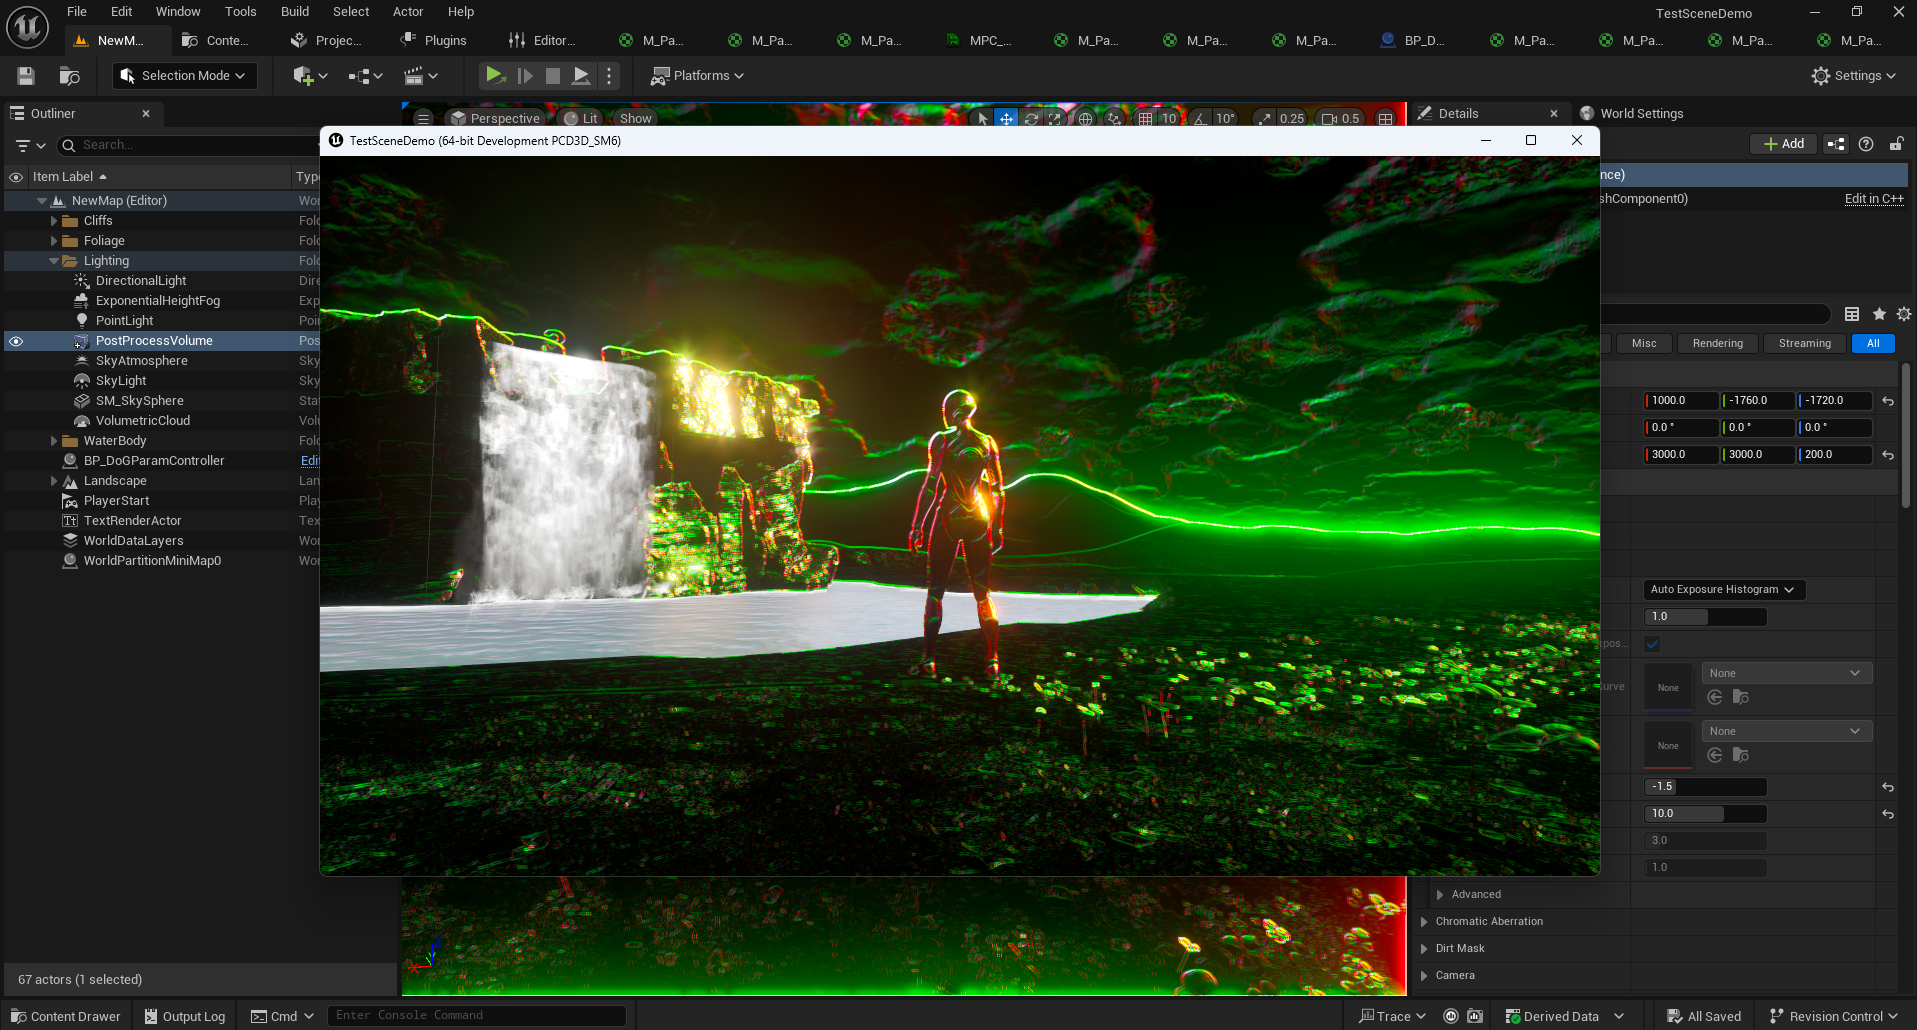 File Edit Window Tools Build Select Actor Help
TestSceneDemo
NewM... Conte... Projec... Plugins Editor... M_Pa... M_Pa... M_Pa... MPC_... M_Pa... M_Pa... M_Pa... BP_D... M_Pa... M_Pa... M_Pa... M_Pa...
Selection Mode
Platforms
Settings
Outliner
Perspective Lit Show
10 10° 0.25 0.5
Details
World Settings
TestSceneDemo (64-bit Development PCD3D_SM6)
Search...
Add
Item Label
Typ
nce)
NewMap (Editor) Wor
shComponent0)
Edit in C++
Cliffs Fold
Foliage Fold
Lighting Fold
DirectionalLight Dire
ExponentialHeightFog Exp
PointLight Poi
PostProcessVolume Pos
SkyAtmosphere Sky
SkyLight Sky
SM_SkySphere Sta
VolumetricCloud Volu
WaterBody Fold
BP_DoGParamController Edit
Landscape Lan
PlayerStart Play
TextRenderActor Tex
WorldDataLayers Wor
WorldPartitionMiniMap0 Wor
Misc Rendering Streaming All
1000.0 -1760.0 -1720.0
0.0 ° 0.0 ° 0.0 °
3000.0 3000.0 200.0
Auto Exposure Histogram
1.0
xpos...
None
None
urve
None
None
-1.5
10.0
3.0
1.0
Advanced
Chromatic Aberration
Dirt Mask
Camera
67 actors (1 selected)
Content Drawer Output Log Cmd Enter Console Command
Trace Derived Data All Saved Revision Control